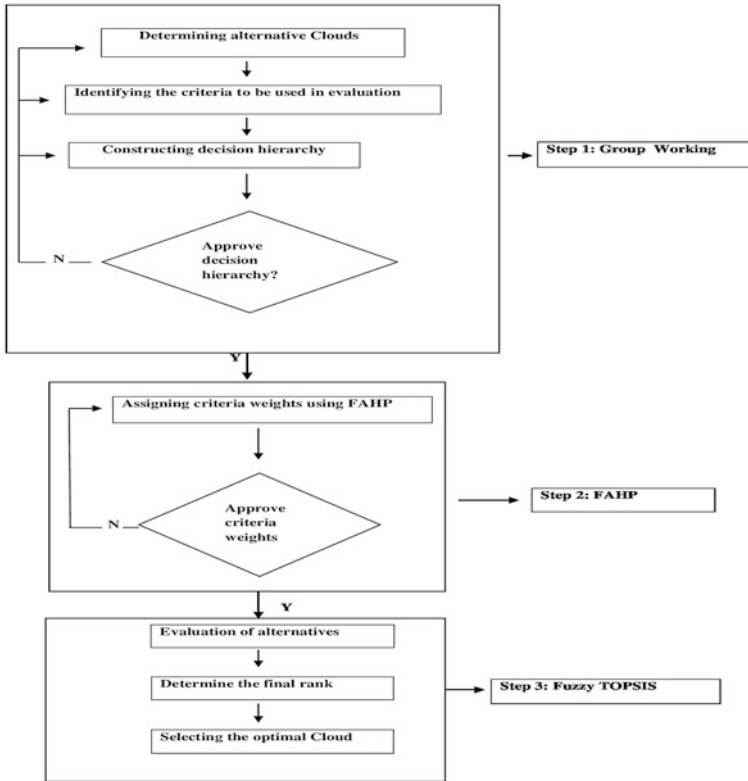 Determining alternative Clouds
Identifying the criteria to be used in evaluation
Constructing decision hierarchy
Step 1: Group Working
Approve
decision
hierarchy?
N
Y
Assigning criteria weights using FAHP
Approve
criteria
weights
N
Step 2: FAHP
Y
Evaluation of alternatives
Determine the final rank
Step 3: Fuzzy TOPSIS
Selecting the optimal Cloud